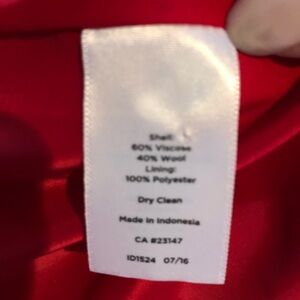 Shell:
60% Viscose
40% Wool
Lining:
100% Polyester
Dry Clean
Made in Indonesia
CA #23147
ID1524 07/16